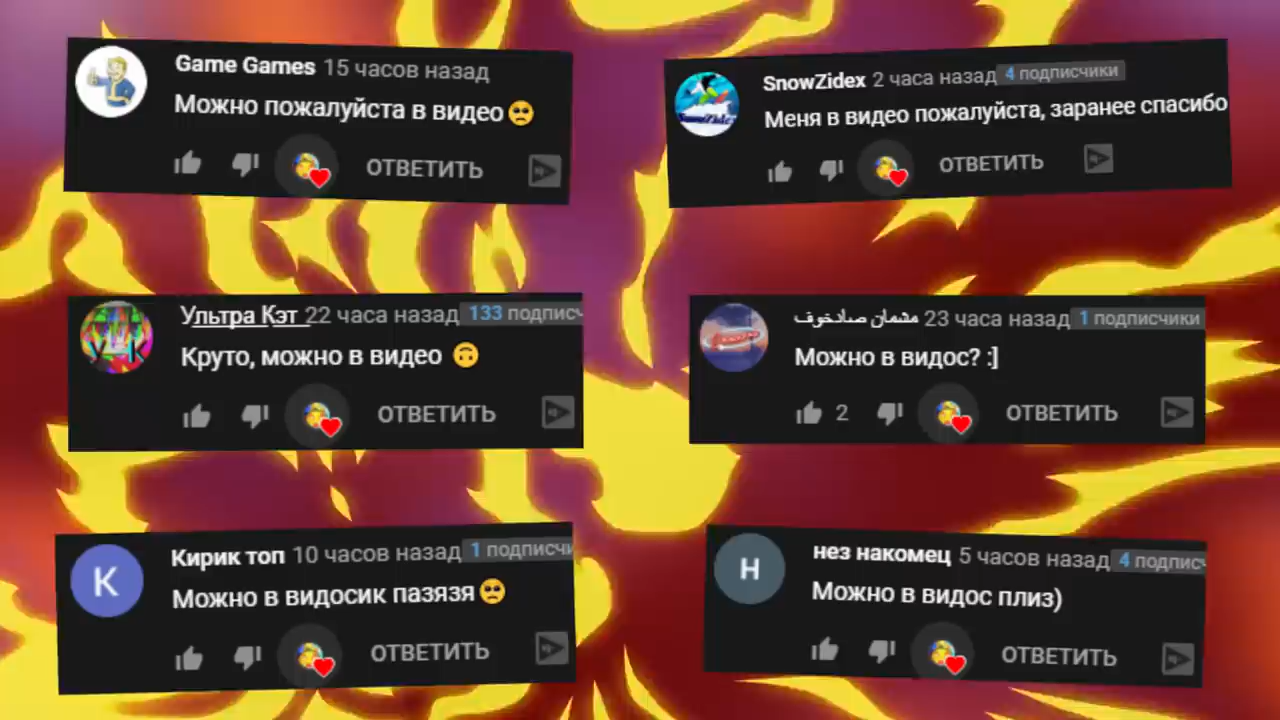 Game Games 15 часов назад
Можно пожалуйста в видео🥺
ОТВЕТИТЬ
SnowZidex 2 часа назад 4 подписчики
Меня в видео пожалуйста, заранее спасибо
ОТВЕТИТЬ
Ультра Кэт 22 часа назад 133 подписч
Круто, можно в видео 🙃
ОТВЕТИТЬ
23 часа назад 1 подписчики
Можно в видос? :]
2 ОТВЕТИТЬ
Кирик топ 10 часов назад 1 подписчи
Можно в видосик пазязя🥺
К
ОТВЕТИТЬ
нез накомец 5 часов назад 4 подпис
Можно в видос плиз)
Н
ОТВЕТИТЬ